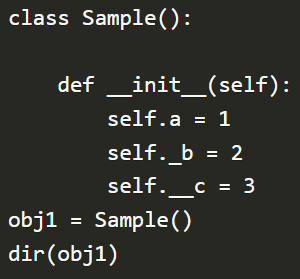 class Sample():
    def __init__(self):
        self.a = 1
        self._b = 2
        self.__c = 3
obj1 = Sample()
dir(obj1)